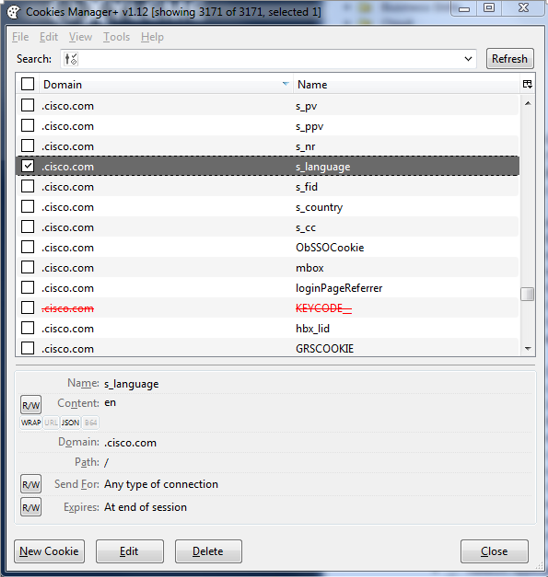 Cookies Manager+ v1.12 [showing 3171 of 3171, selected 1]
File Edit View Tools Help
Search: Refresh
Domain Name
.cisco.com s_pv
.cisco.com s_ppv
.cisco.com s_nr
.cisco.com s_language
.cisco.com s_fid
.cisco.com s_country
.cisco.com s_cc
.cisco.com ObSSOCookie
.cisco.com mbox
.cisco.com loginPageReferrer
.cisco.com KEYCODE__
.cisco.com hbx_lid
.cisco.com GRSCOOKIE
Name: s_language
R/W Content: en
WRAP URL JSON B64
Domain: .cisco.com
Path: /
R/W Send For: Any type of connection
R/W Expires: At end of session
New Cookie Edit Delete Close